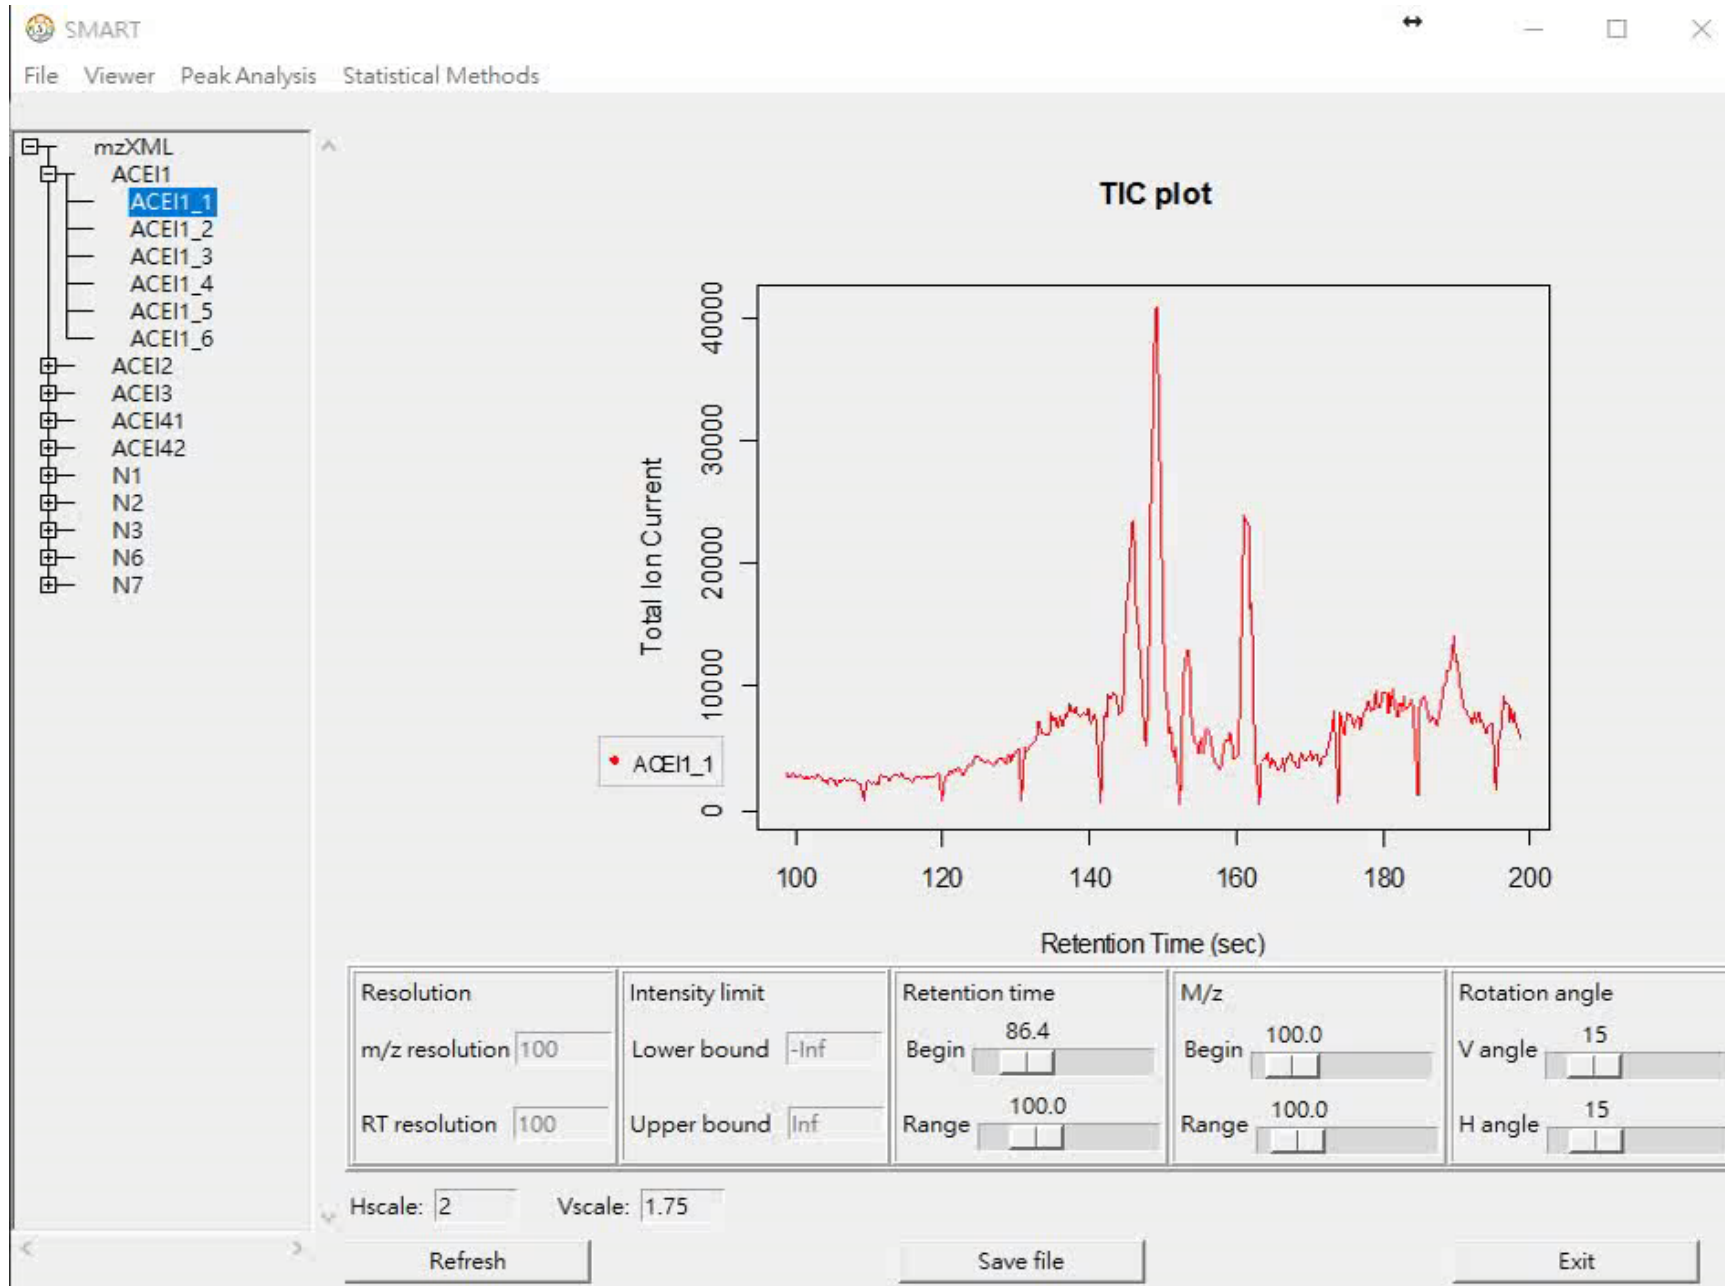 SMART
File Viewer Peak Analysis Statistical Methods
mzXML
ACEI1
ACEI1_1
ACEI1_2
ACEI1_3
ACEI1_4
ACEI1_5
ACEI1_6
ACEI2
ACEI3
ACEI41
ACEI42
N1
N2
N3
N6
N7
TIC plot
Total Ion Current
40000
30000
20000
10000
0
ACEI1_1
100 120 140 160 180 200
Retention Time (sec)
Resolution
m/z resolution 100
RT resolution 100
Intensity limit
Lower bound -Inf
Upper bound Inf
Retention time
86.4
Begin
100.0
Range
M/z
100.0
Begin
100.0
Range
Rotation angle
15
V angle
15
H angle
Hscale: 2 Vscale: 1.75
Refresh Save file Exit